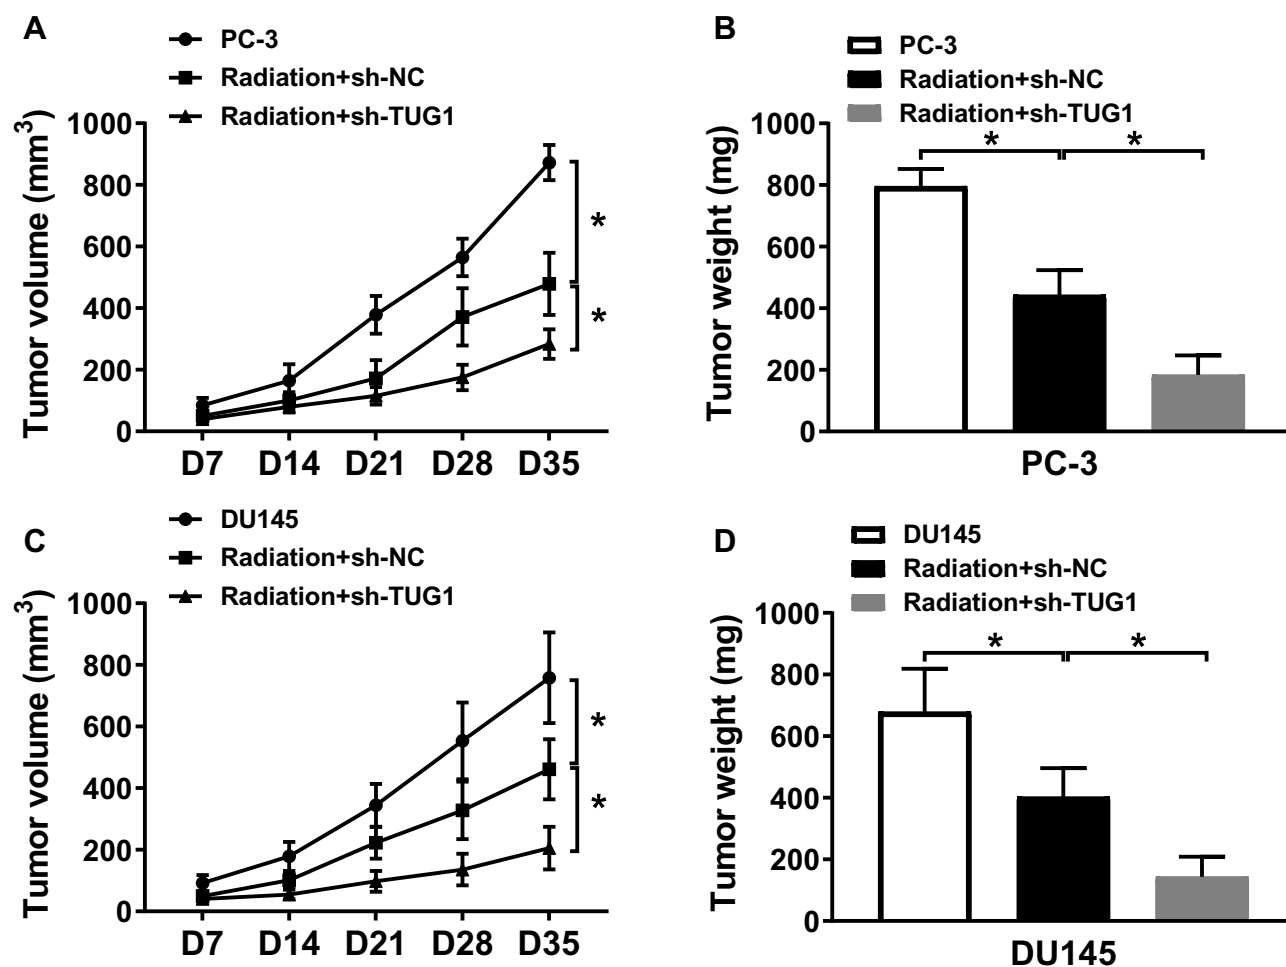 A
PC-3
Radiation+sh-NC
Radiation+sh-TUG1
Tumor volume (mm³)
1000
800
600
400
200
0
D7 D14 D21 D28 D35
*
*
B
PC-3
Radiation+sh-NC
Radiation+sh-TUG1
Tumor weight (mg)
1000
800
600
400
200
0
* *
PC-3
C
DU145
Radiation+sh-NC
Radiation+sh-TUG1
Tumor volume (mm³)
1000
800
600
400
200
0
D7 D14 D21 D28 D35
*
*
D
DU145
Radiation+sh-NC
Radiation+sh-TUG1
Tumor weight (mg)
1000
800
600
400
200
0
* *
DU145